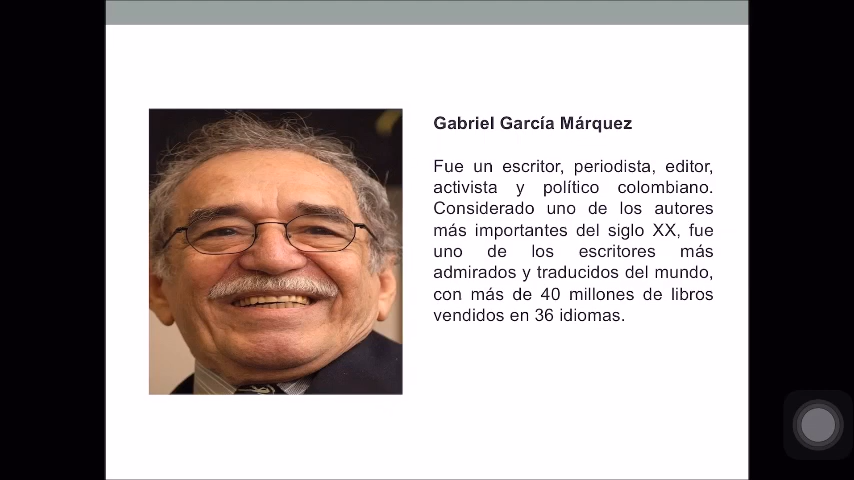 Gabriel García Márquez
Fue un escritor, periodista, editor,
activista y político colombiano.
Considerado uno de los autores
más importantes del siglo XX, fue
uno de los escritores más
admirados y traducidos del mundo,
con más de 40 millones de libros
vendidos en 36 idiomas.